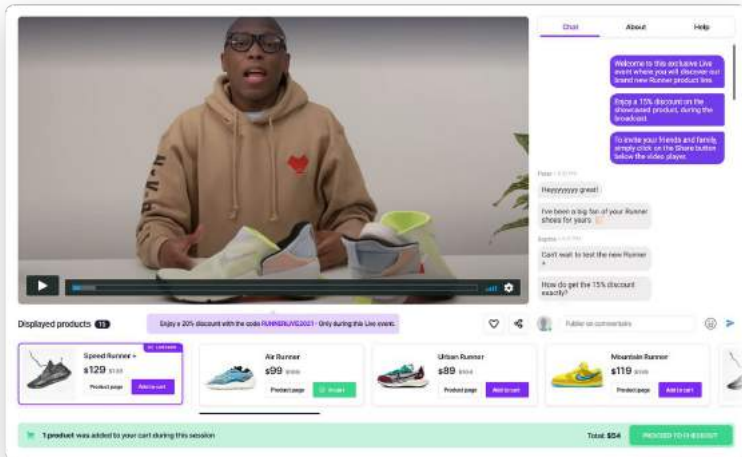 Chat About Help
Welcome to this exclusive Live
event where you will discover our
brand new Runner product line.
Enjoy a 15% discount on the
showcased product, during the
broadcast.
To invite your friends and family,
simply click on the Share button
below the video player.
Peter
Heyyyyyyy great!
I've been a big fan of your Runner
shoes for years
Sophie
Can't wait to test the new Runner
+
How do get the 15% discount
exactly?
Displayed products 15
Enjoy a 20% discount with the code RUNNERLIVE2021 - Only during this Live event.
Speed Runner +
$129
Product page Add to cart
Air Runner
$99
Product page
Urban Runner
$89
Product page Add to cart
Mountain Runner
$119
Product page Add to cart
1 product was added to your cart during this session
Total: $54 PROCEED TO CHECKOUT